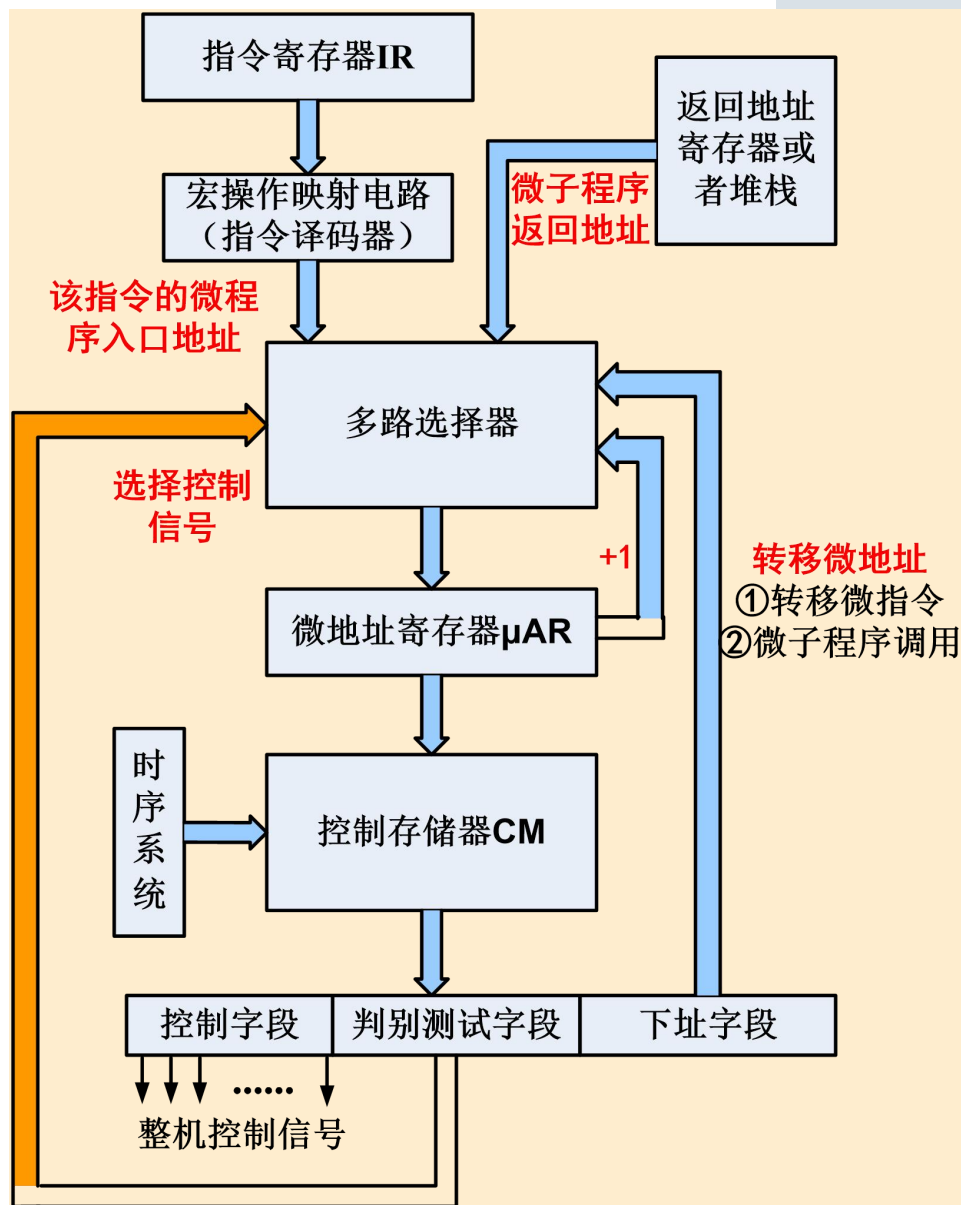 指令寄存器IR
返回地址
寄存器或
者堆栈
宏操作映射电路
（指令译码器）
微子程序
返回地址
该指令的微程
序入口地址
多路选择器
选择控制
信号
+1
转移微地址
①转移微指令
②微子程序调用
微地址寄存器μAR
时
序
系
统
控制存储器CM
控制字段
判别测试字段
下址字段
······
整机控制信号